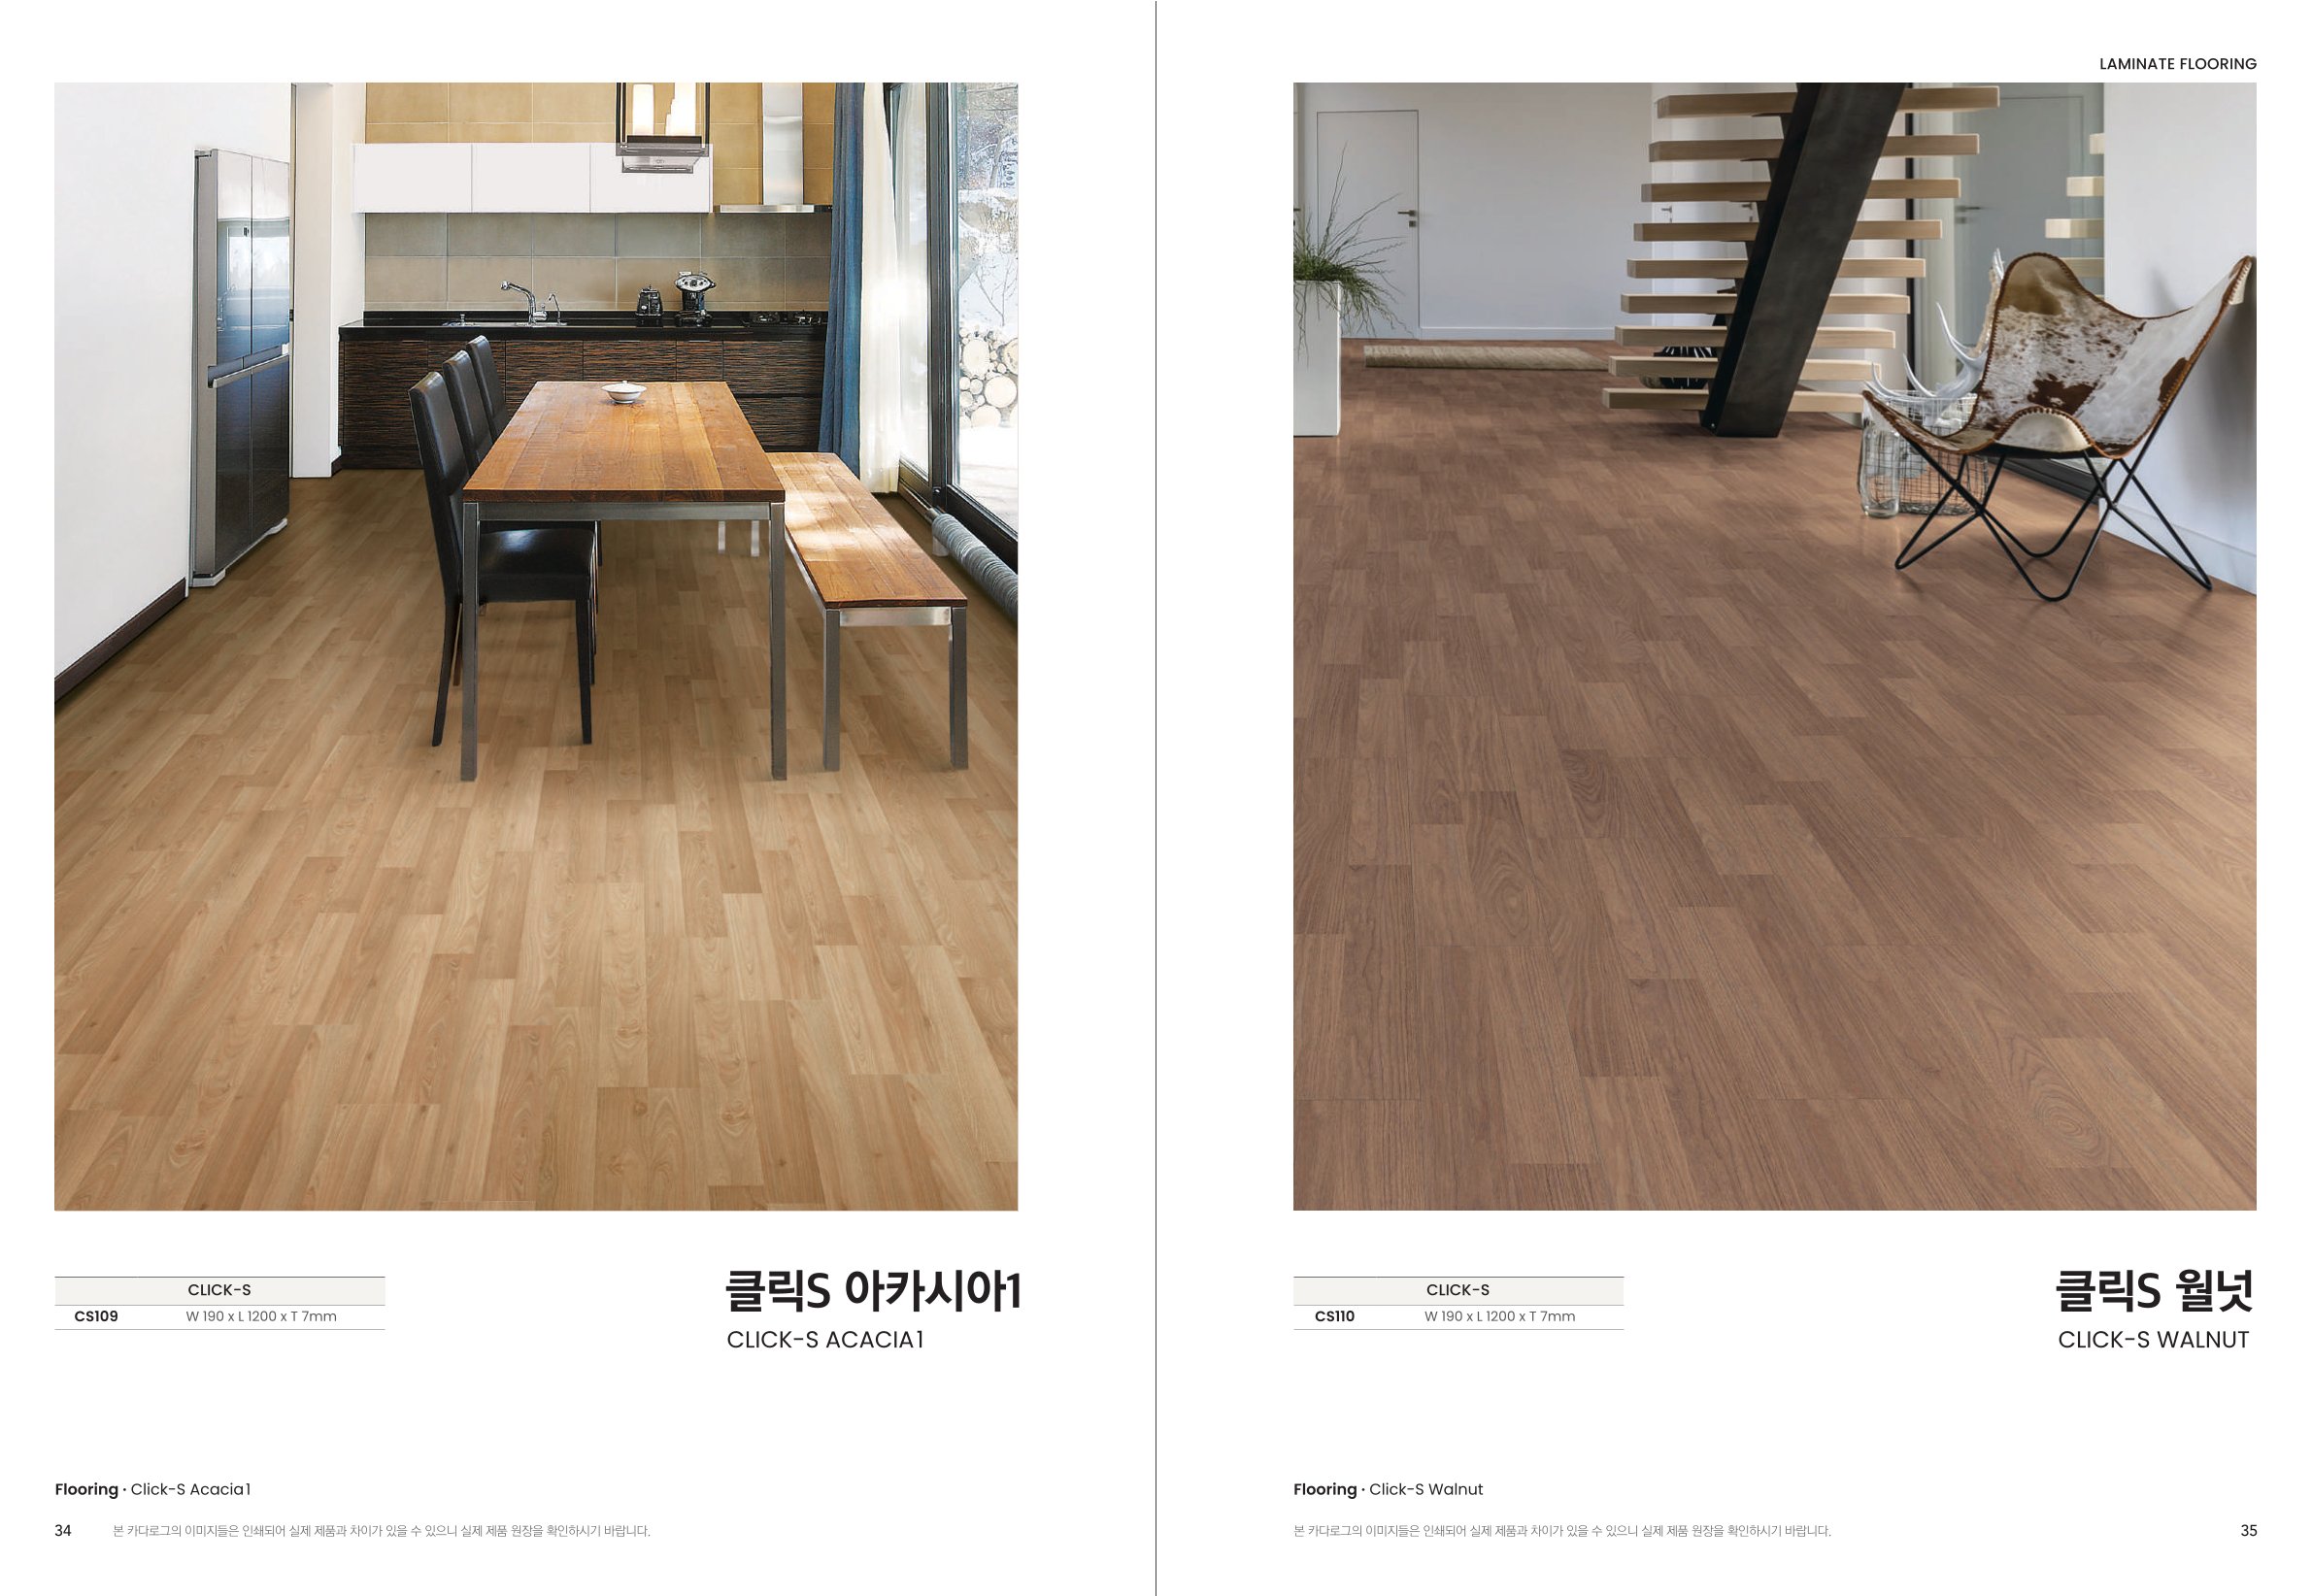 LAMINATE FLOORING
CLICK-S
CS109 W 190 x L 1200 x T 7mm
클릭S 아카시아1
CLICK-S ACACIA1
Flooring · Click-S Acacia1
34 본 카다로그의 이미지들은 인쇄되어 실제 제품과 차이가 있을 수 있으니 실제 제품 원장을 확인하시기 바랍니다.
CLICK-S
CS110 W 190 x L 1200 x T 7mm
클릭S 월넛
CLICK-S WALNUT
Flooring · Click-S Walnut
본 카다로그의 이미지들은 인쇄되어 실제 제품과 차이가 있을 수 있으니 실제 제품 원장을 확인하시기 바랍니다. 35